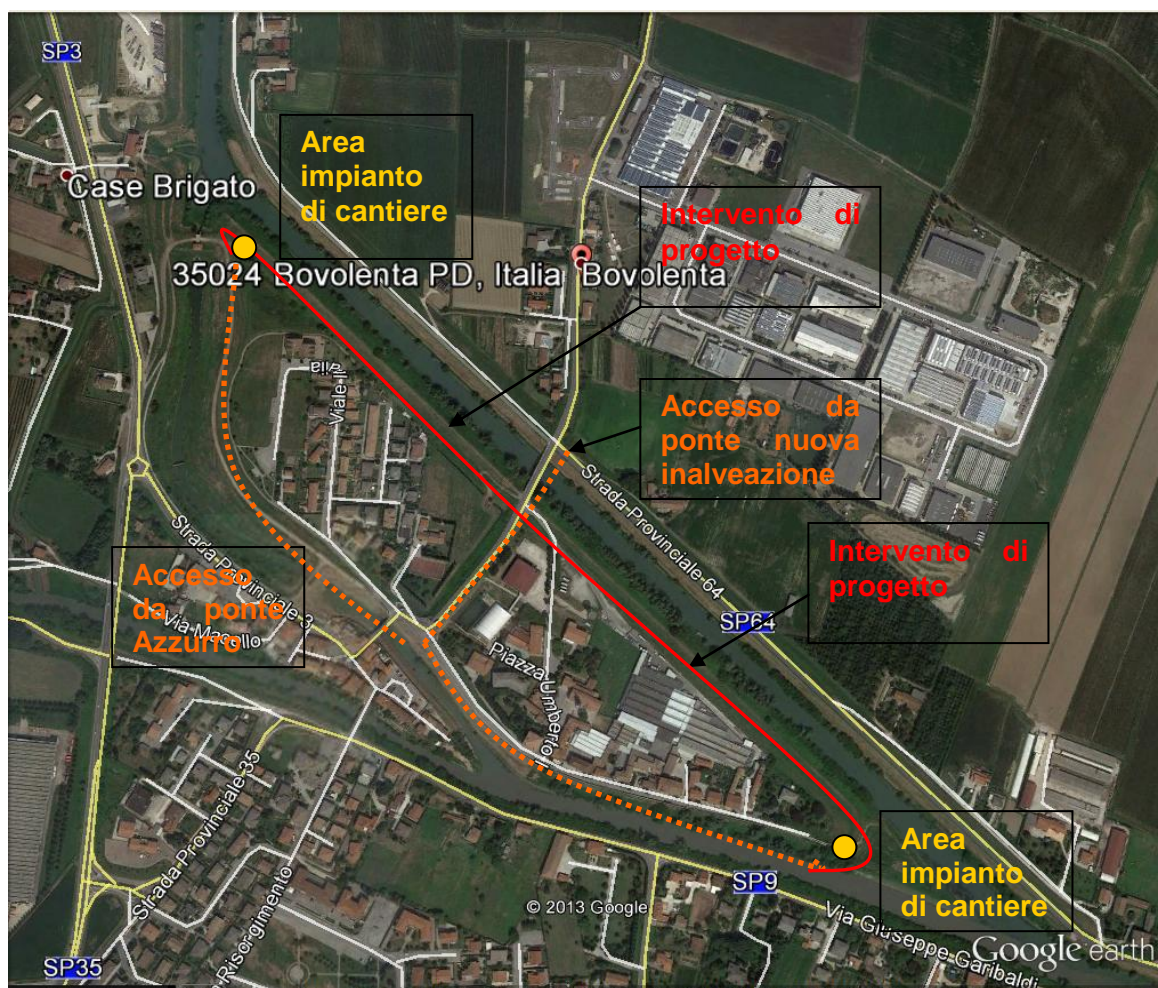 SP3
Area
impianto
di cantiere
Case Brigato
Intervento di
progetto
35024 Bovolenta PD, Italia Bovolenta
Viale I
Accesso da
ponte nuova
inalveazione
Strada Provinciale 64
Strada Provinciale 3
Intervento di
progetto
Accesso
da ponte
Azzurro
Via Macello
SP64
Piazza Umberto I
Strada Provinciale 35
Area
impianto
di cantiere
SP9
© 2013 Google
Via Giuseppe Garibaldi
Risorgimento
Google earth
SP35